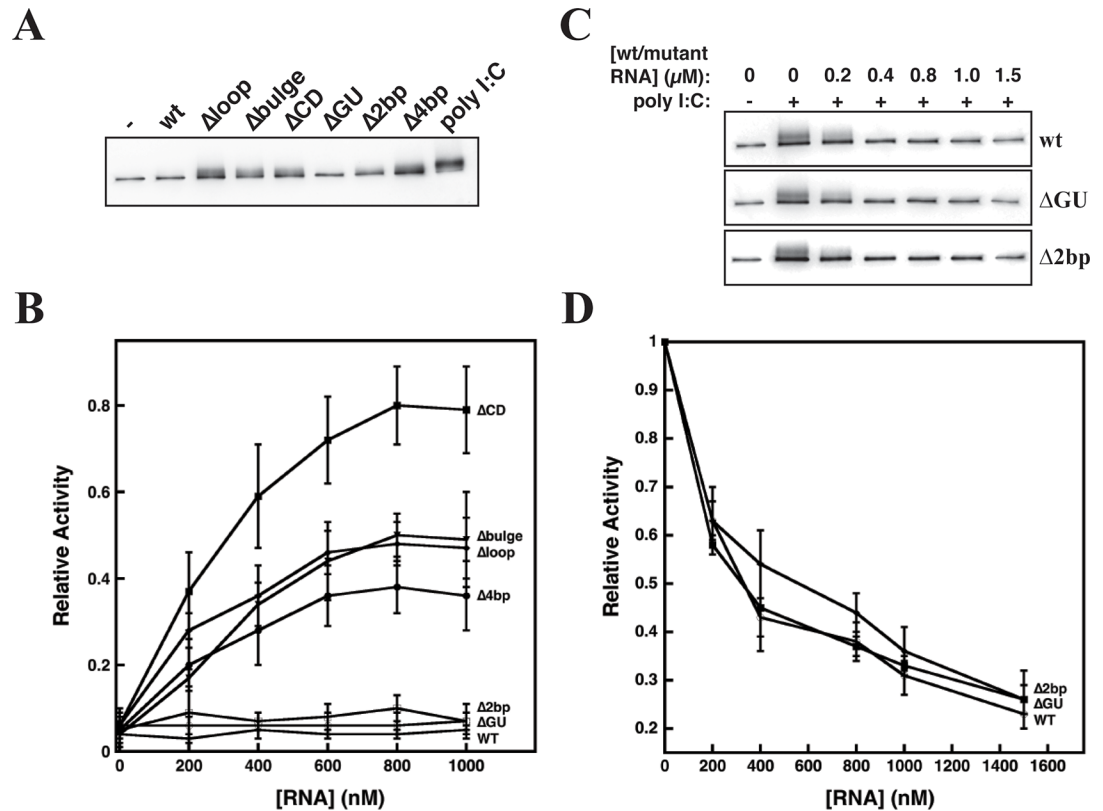 A
- wt Δloop Δbulge ΔCD ΔGU Δ2bp Δ4bp poly I:C
C
[wt/mutant
RNA] (μM): 0 0 0.2 0.4 0.8 1.0 1.5
poly I:C: - + + + + + +
wt
ΔGU
Δ2bp
B
Relative Activity
0.8
0.6
0.4
0.2
0
0 200 400 600 800 1000
[RNA] (nM)
ΔCD
Δbulge
Δloop
Δ4bp
Δ2bp
ΔGU
WT
D
Relative Activity
1
0.9
0.8
0.7
0.6
0.5
0.4
0.3
0.2
0 200 400 600 800 1000 1200 1400 1600
[RNA] (nM)
Δ2bp
ΔGU
WT